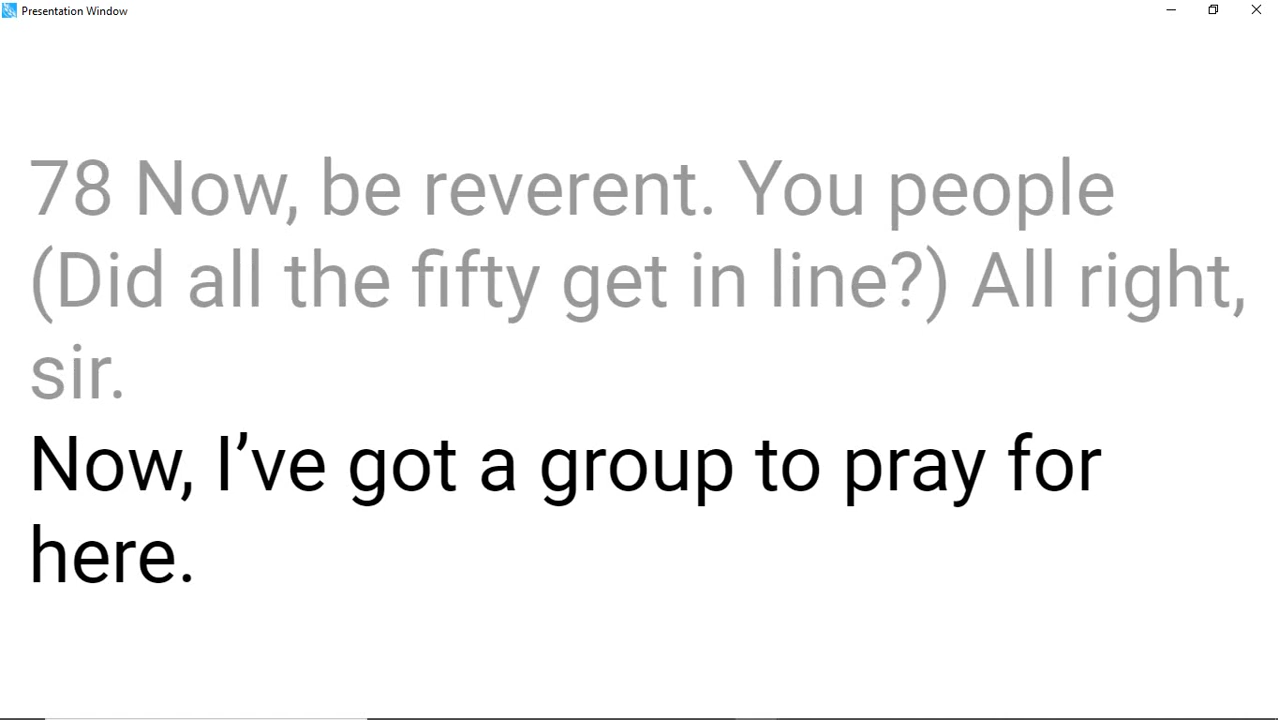 Presentation Window
78 Now, be reverent. You people
(Did all the fifty get in line?) All right,
sir.
Now, I’ve got a group to pray for
here.